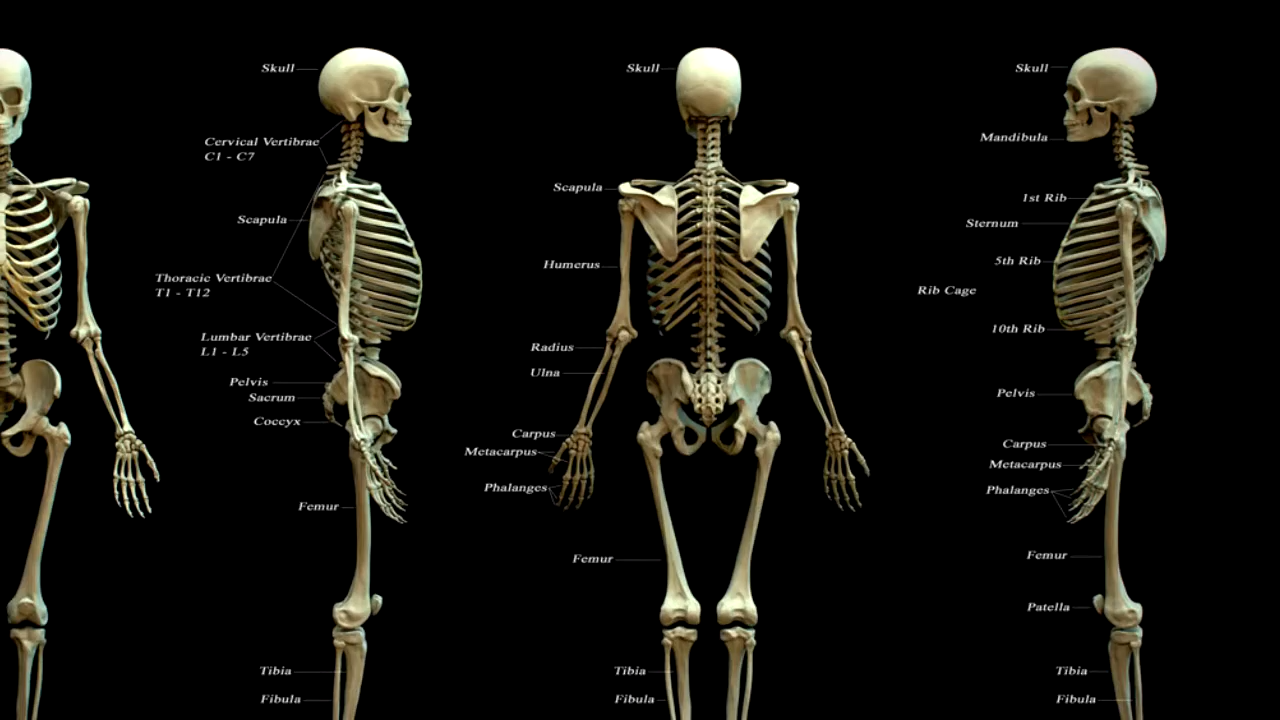 Skull
Cervical Vertibrae
C1 - C7
Scapula
Thoracic Vertibrae
T1 - T12
Lumbar Vertibrae
L1 - L5
Pelvis
Sacrum
Coccyx
Femur
Tibia
Fibula
Skull
Scapula
Humerus
Radius
Ulna
Carpus
Metacarpus
Phalanges
Femur
Tibia
Fibula
Skull
Mandibula
1st Rib
Sternum
5th Rib
Rib Cage
10th Rib
Pelvis
Carpus
Metacarpus
Phalanges
Femur
Patella
Tibia
Fibula